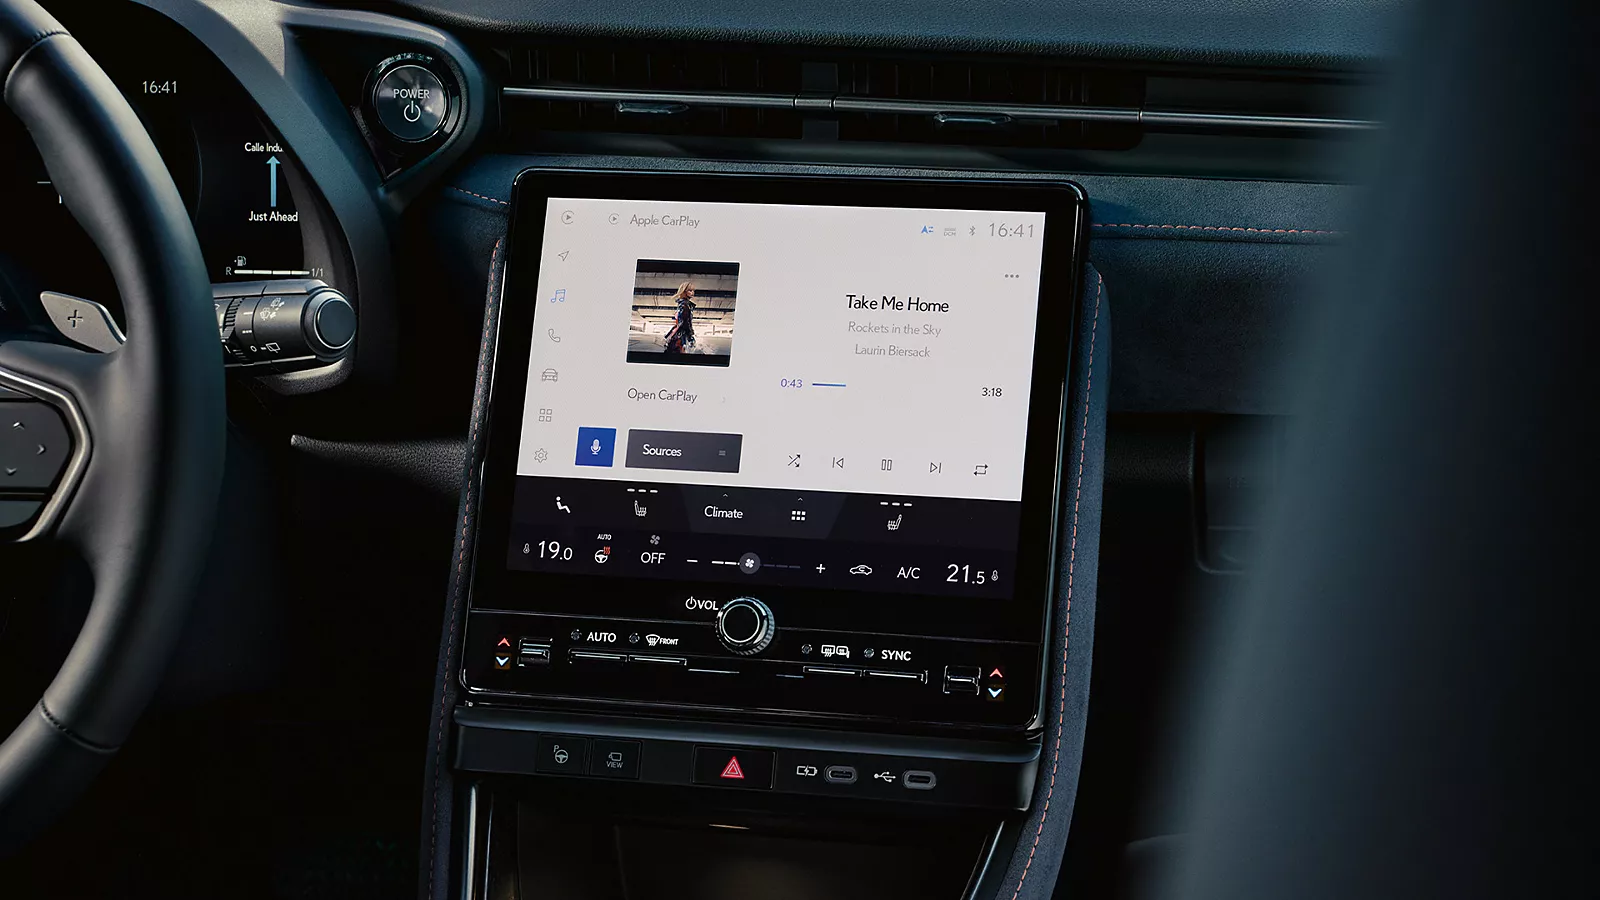 16:41
POWER
Calle Indu
Just Ahead
R 1/1
Apple CarPlay
DCM
16:41
Take Me Home
Rockets in the Sky
Laurin Biersack
0:43
3:18
Open CarPlay
Sources
Climate
19.0
AUTO
OFF
A/C
21.5
VOL
AUTO
FRONT
SYNC
P
VIEW